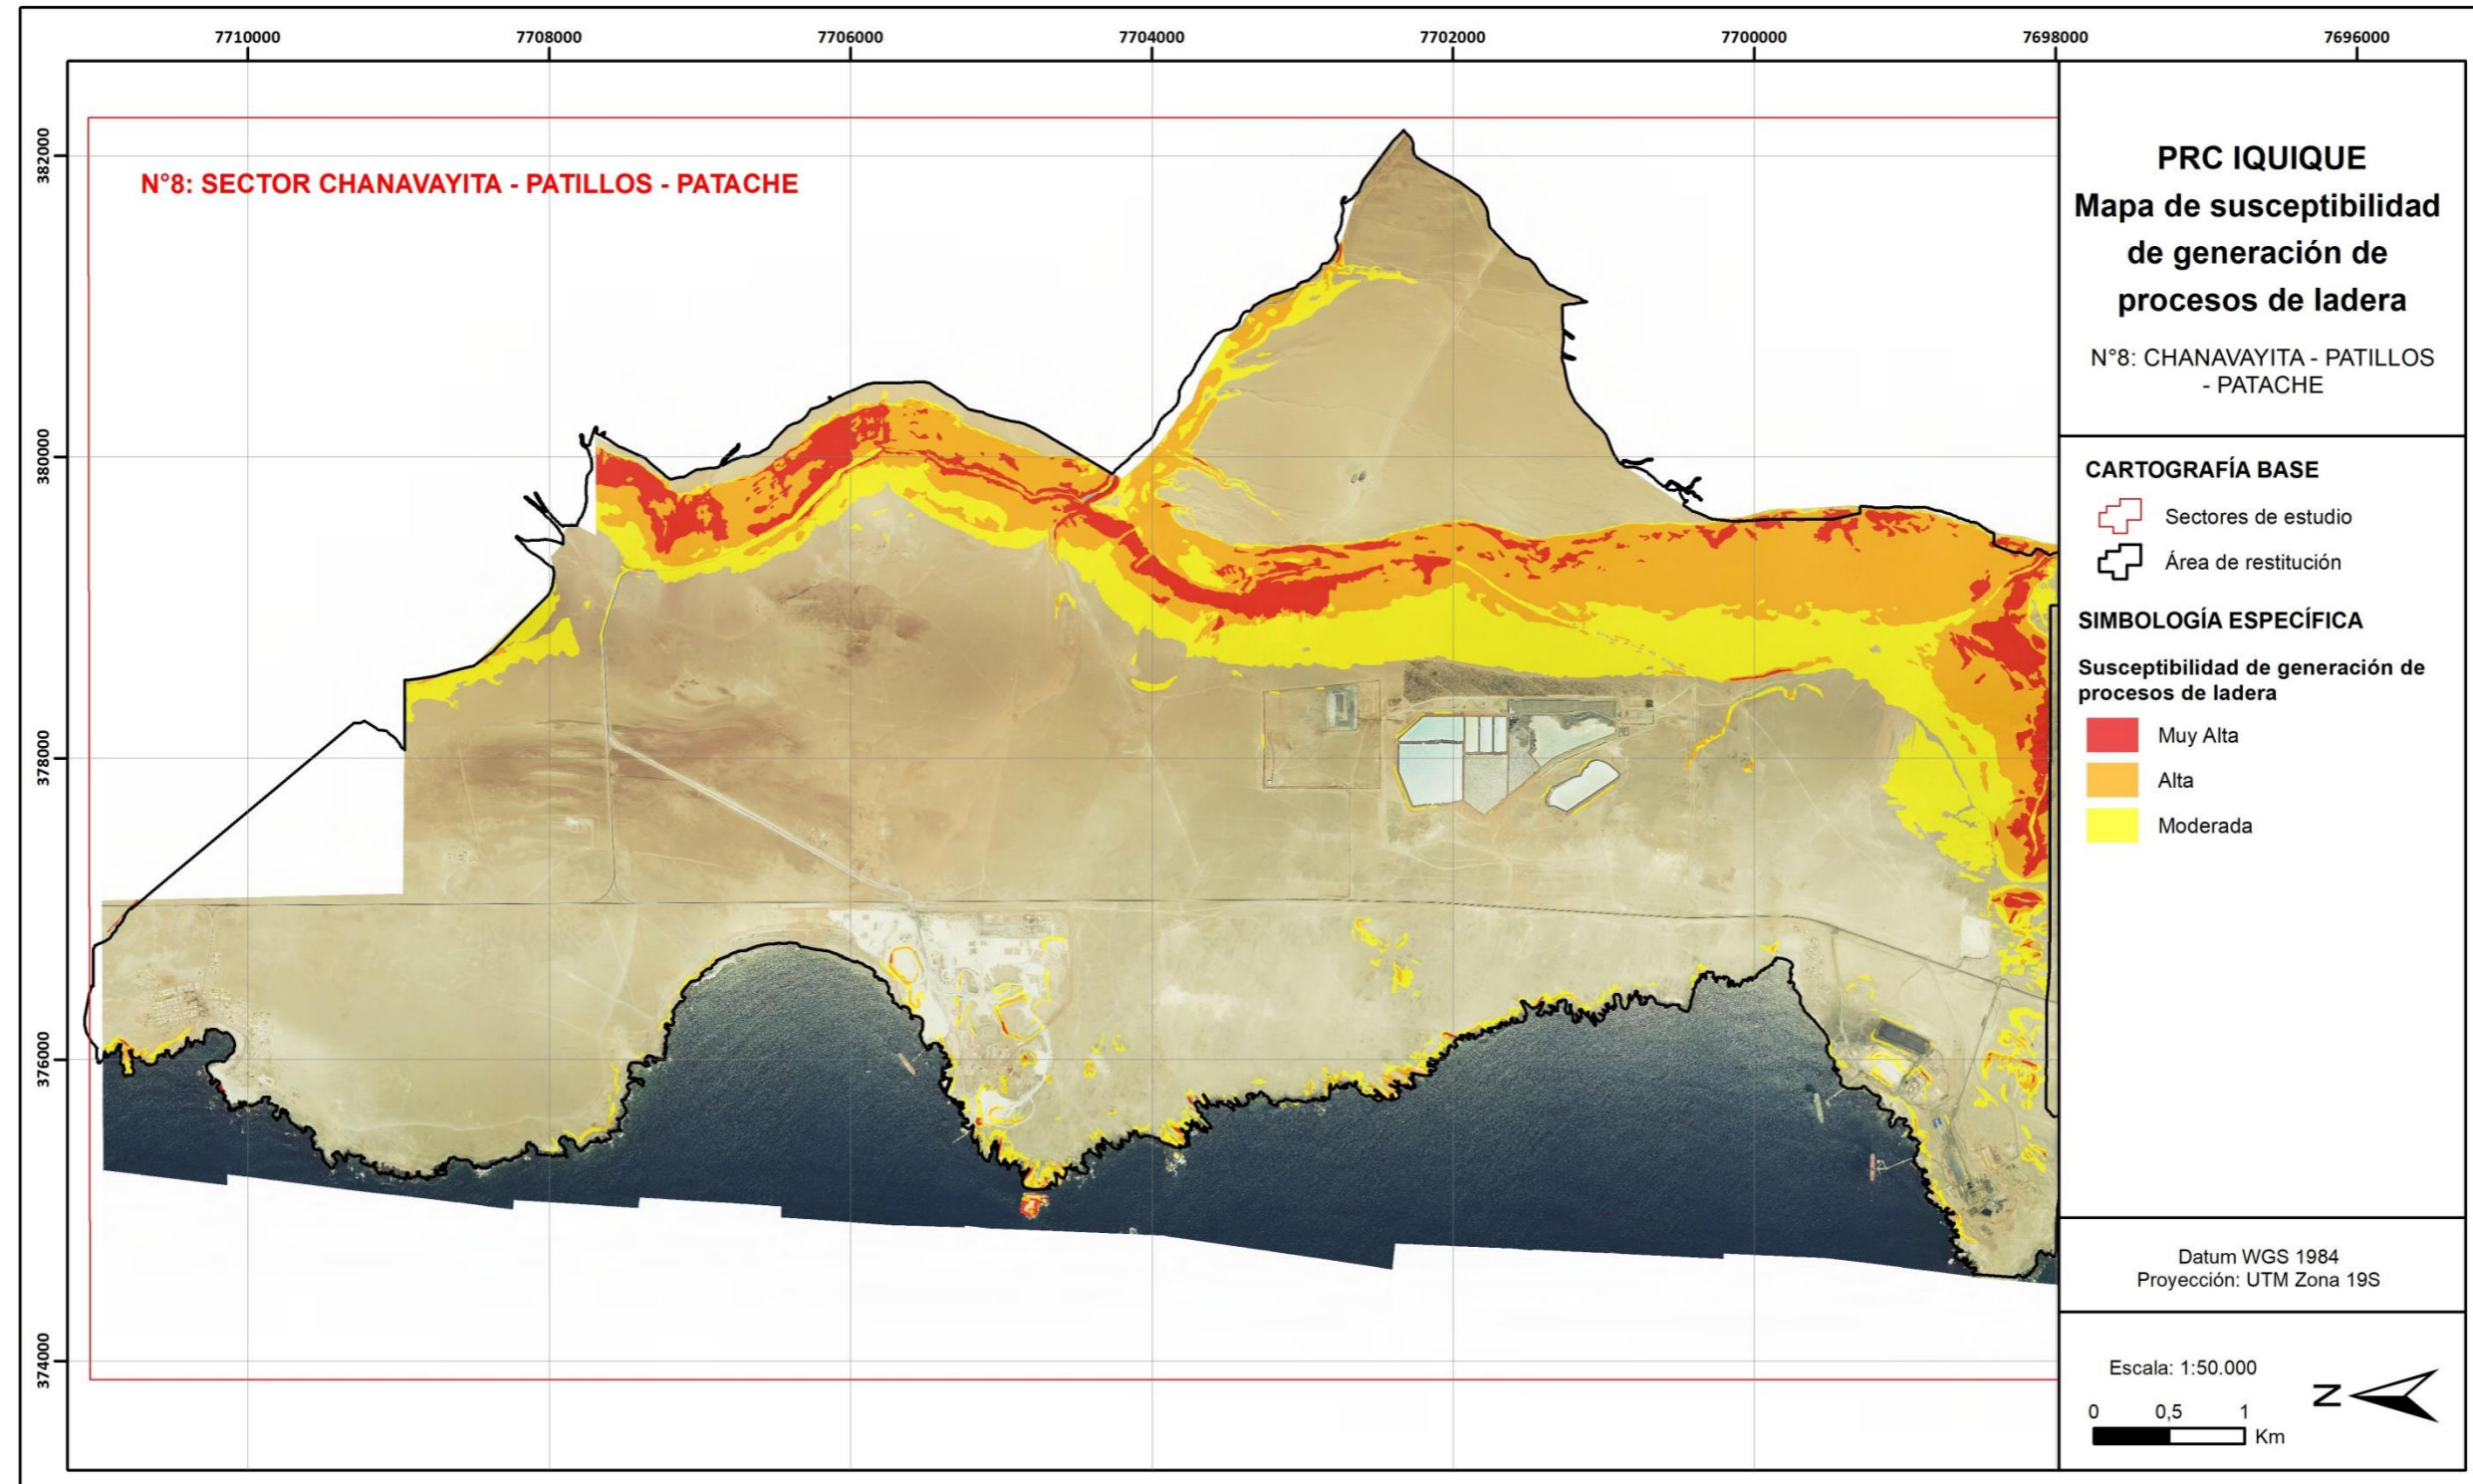 7710000
7708000
7706000
7704000
7702000
7700000
7698000
7696000
382000
380000
378000
376000
374000
N°8: SECTOR CHANAVAYITA - PATILLOS - PATACHE
PRC IQUIQUE
Mapa de susceptibilidad
de generación de
procesos de ladera
N°8: CHANAVAYITA - PATILLOS
- PATACHE
CARTOGRAFÍA BASE
Sectores de estudio
Área de restitución
SIMBOLOGÍA ESPECÍFICA
Susceptibilidad de generación de
procesos de ladera
Muy Alta
Alta
Moderada
Datum WGS 1984
Proyección: UTM Zona 19S
Escala: 1:50.000
0 0,5 1
Km
N